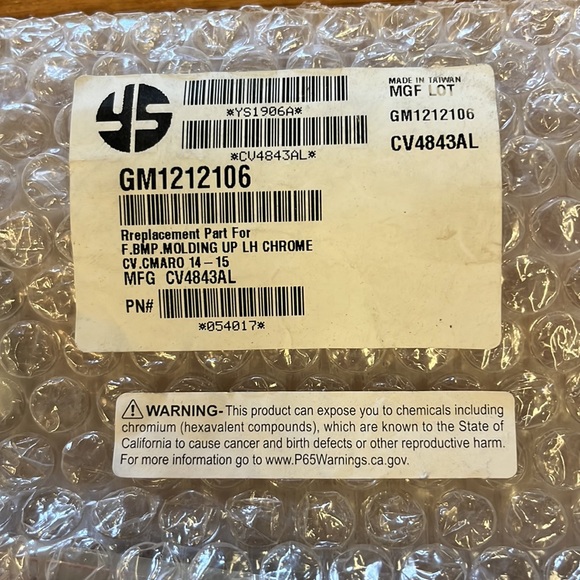 YS
*YS1906A*
*CV4843AL*
MADE IN TAIWAN
MGF LOT
GM1212106
CV4843AL
GM1212106
Rreplacement Part For
F.BMP.MOLDING UP LH CHROME
CV.CMARO 14-15
MFG CV4843AL
PN#
*054017*
⚠ WARNING- This product can expose you to chemicals including
chromium (hexavalent compounds), which are known to the State of
California to cause cancer and birth defects or other reproductive harm.
For more information go to www.P65Warnings.ca.gov.